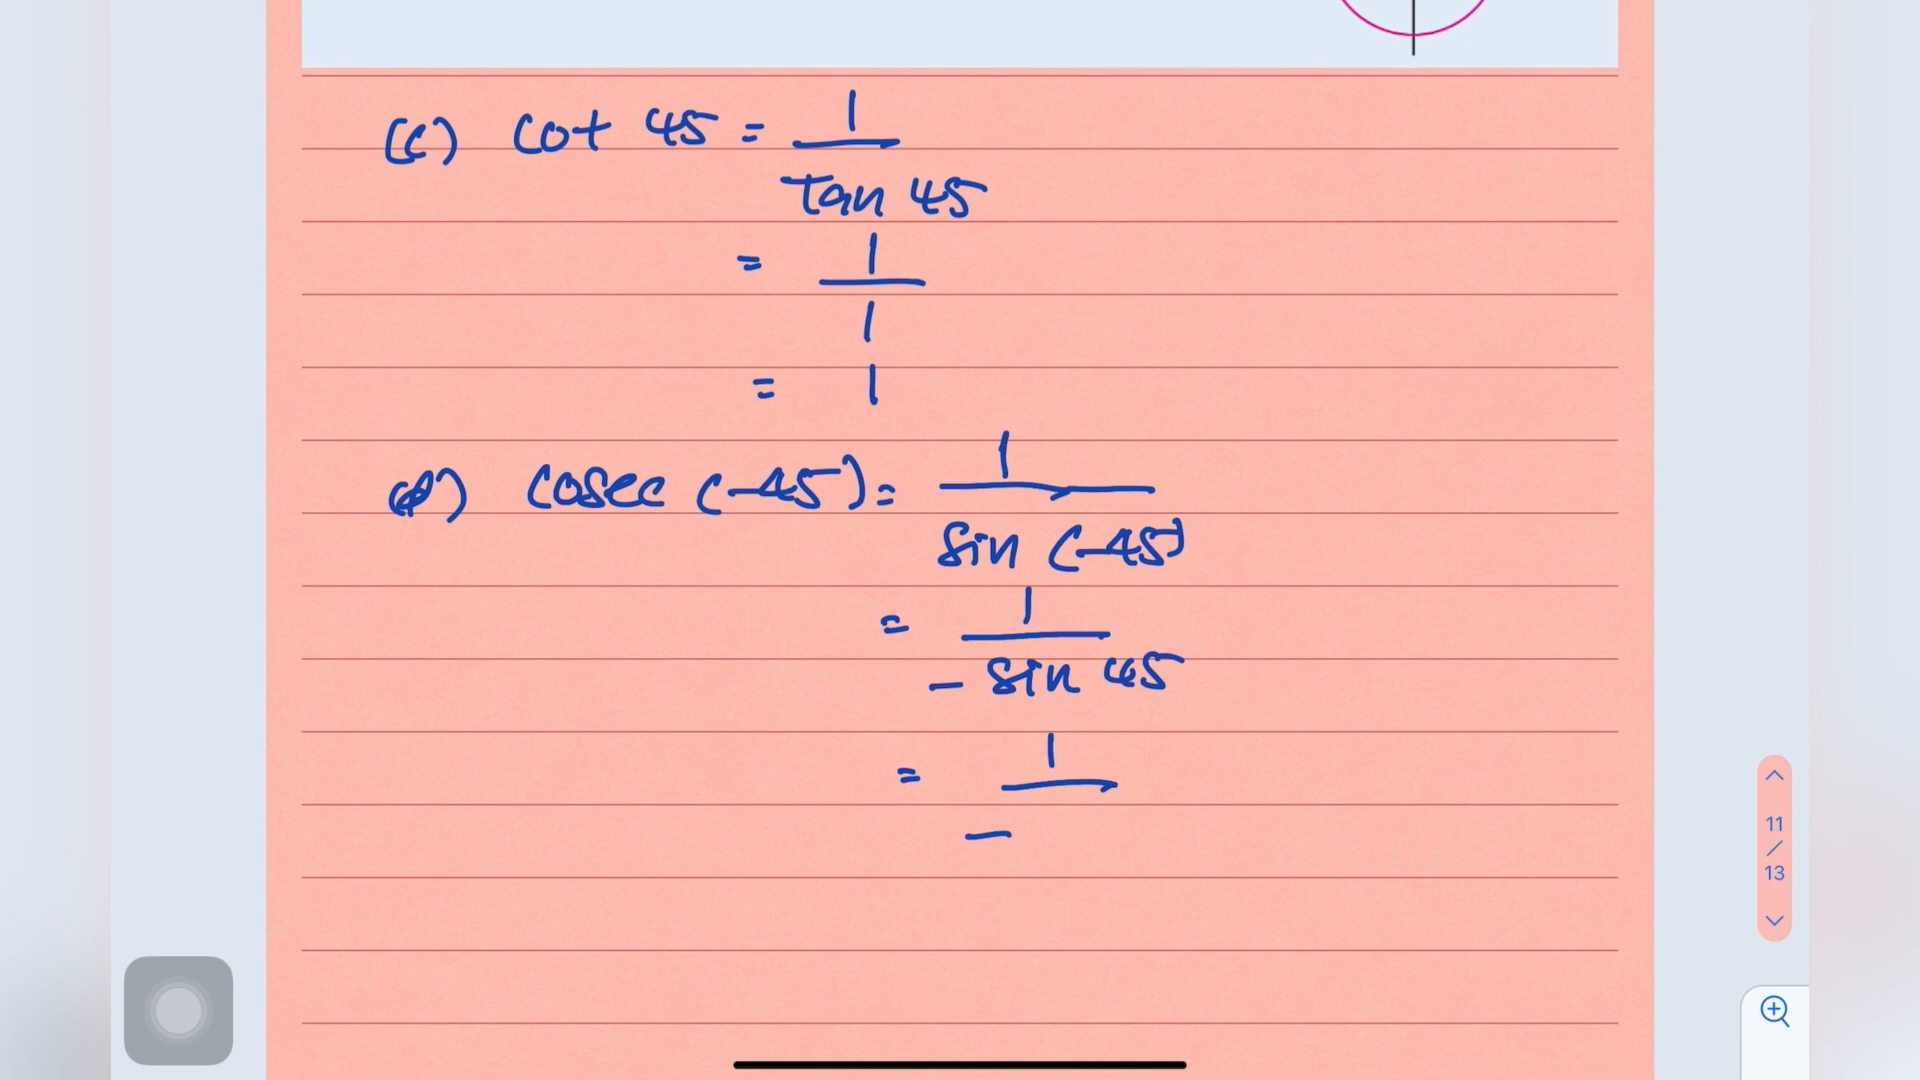 (c) cot 45 = 1
tan 45
= 1
1
= 1
(d) cosec (-45) = 1
sin (-45)
= 1
- sin 45
= 1
-
11
/
13